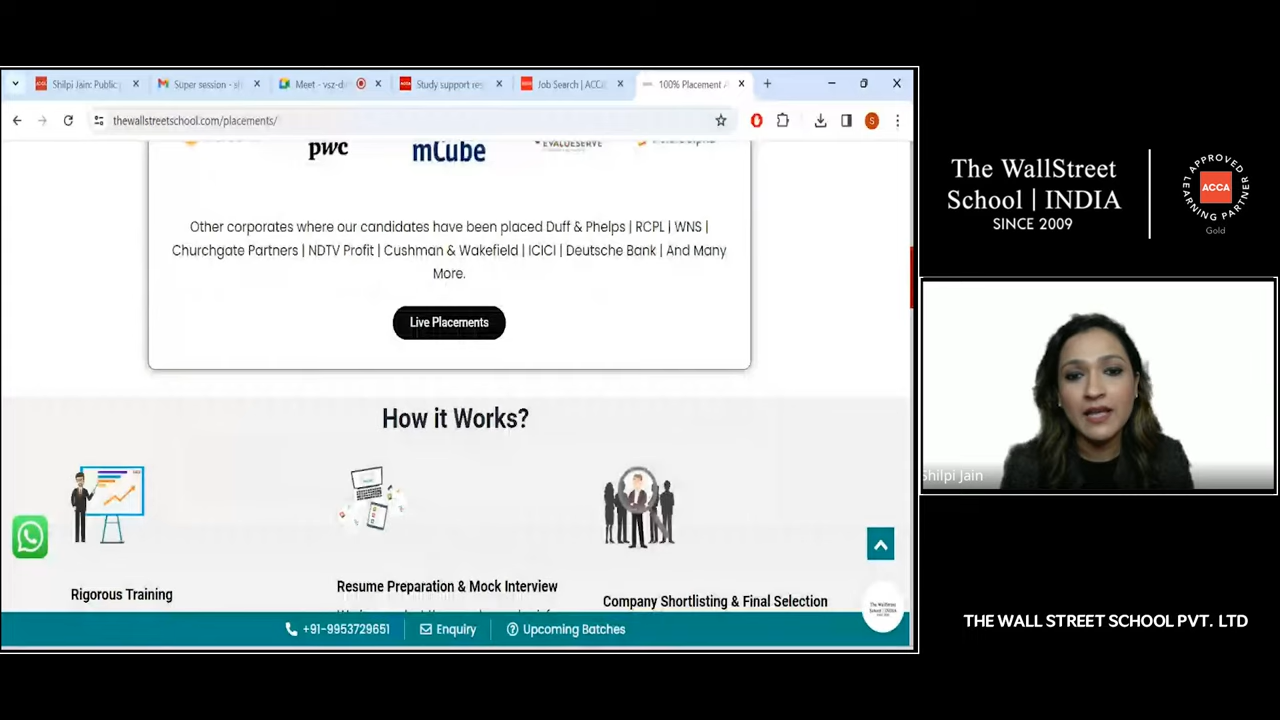 Shilpi Jain: Public
Super session - sl
Meet - vsz-d
Study support res
Job Search | ACCA
100% Placement A
thewallstreetschool.com/placements/
pwc
mCube
EVALUESERVE
Other corporates where our candidates have been placed Duff & Phelps | RCPL | WNS |
Churchgate Partners | NDTV Profit | Cushman & Wakefield | ICICI | Deutsche Bank | And Many
More.
Live Placements
How it Works?
Rigorous Training
Resume Preparation & Mock Interview
Company Shortlisting & Final Selection
+91-9953729651
Enquiry
Upcoming Batches
The WallStreet
School | INDIA
SINCE 2009
APPROVED
LEARNING PARTNER
ACCA
Gold
Shilpi Jain
THE WALL STREET SCHOOL PVT. LTD